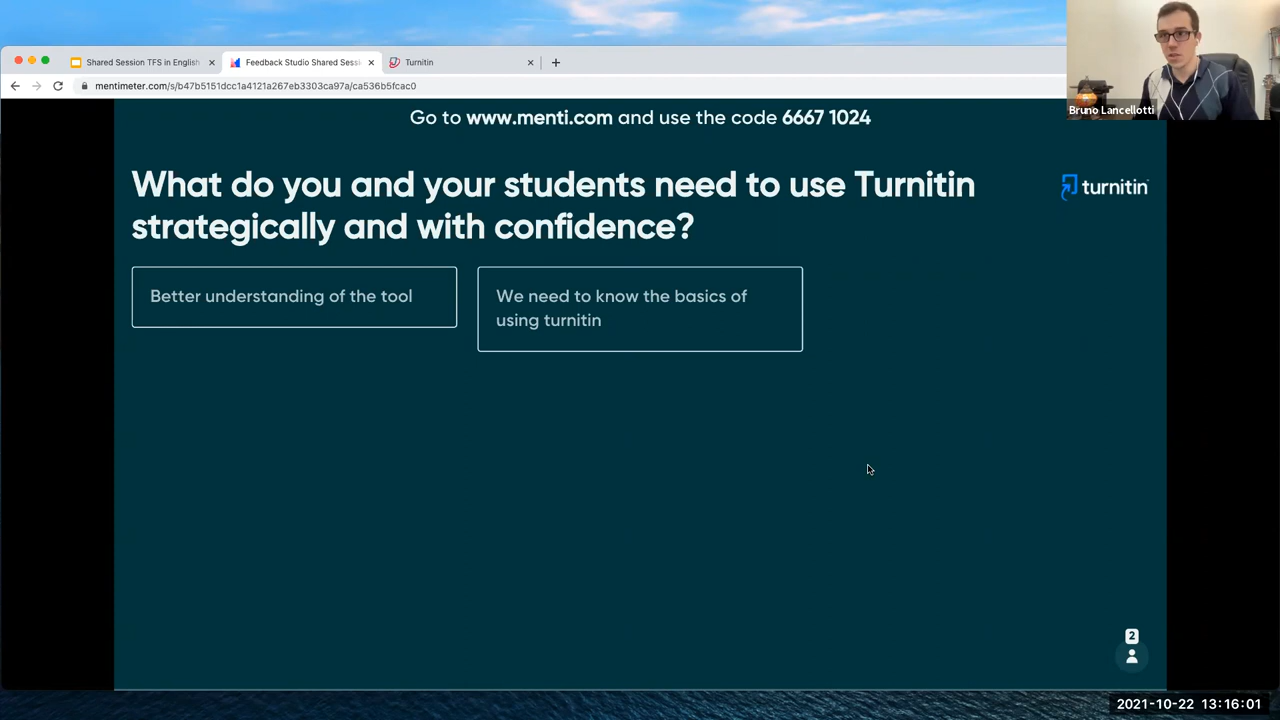 Shared Session TFS in English
Feedback Studio Shared Sessi
Turnitin
mentimeter.com/s/b47b5151dcc1a4121a267eb3303ca97a/ca536b5fcac0
Bruno Lancellotti
Go to www.menti.com and use the code 6667 1024
What do you and your students need to use Turnitin
strategically and with confidence?
turnitin
Better understanding of the tool
We need to know the basics of
using turnitin
2
2021-10-22 13:16:01